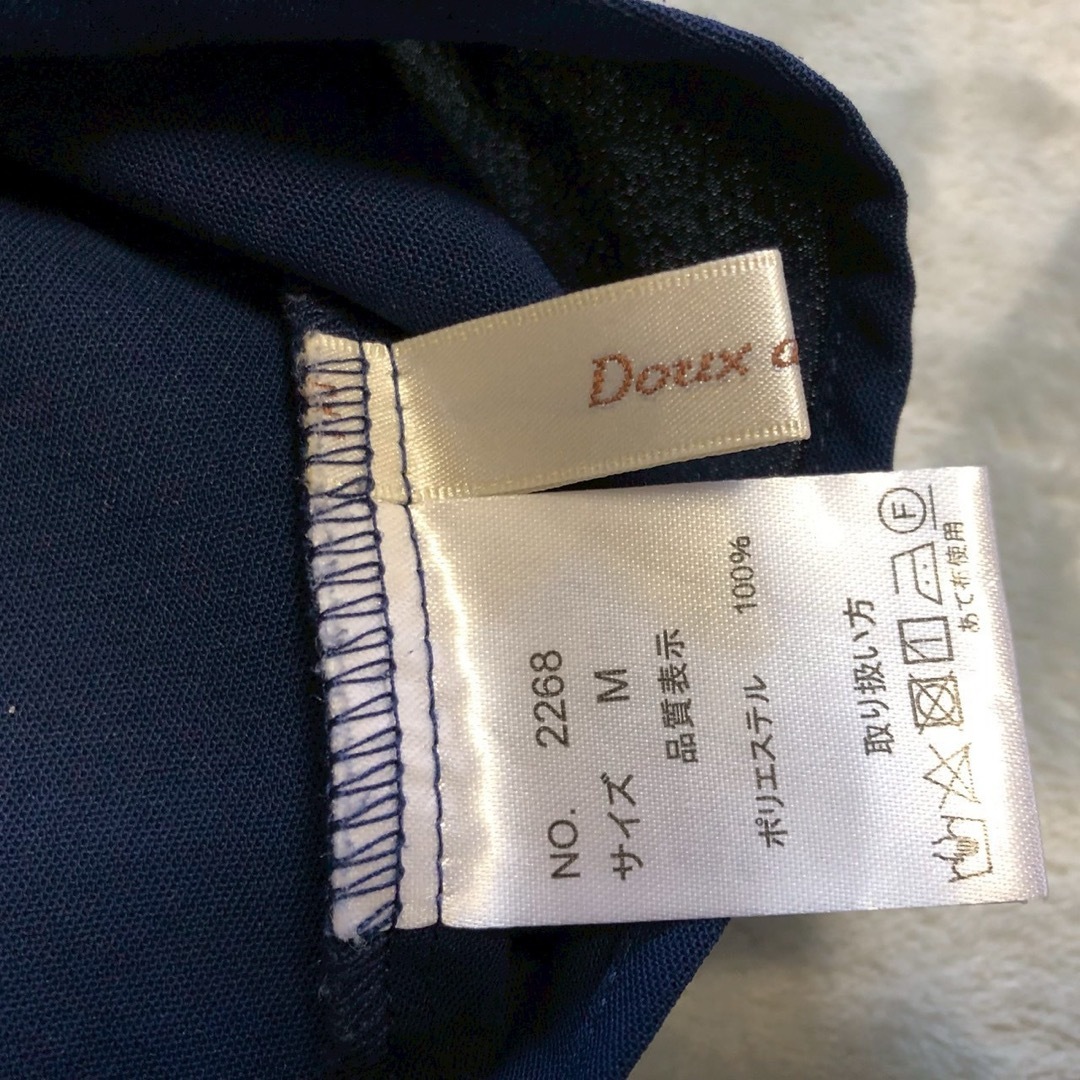 Doux
NO. 2268
サイズ M
品質表示
ポリエステル 100%
取り扱い方
F
あて布使用